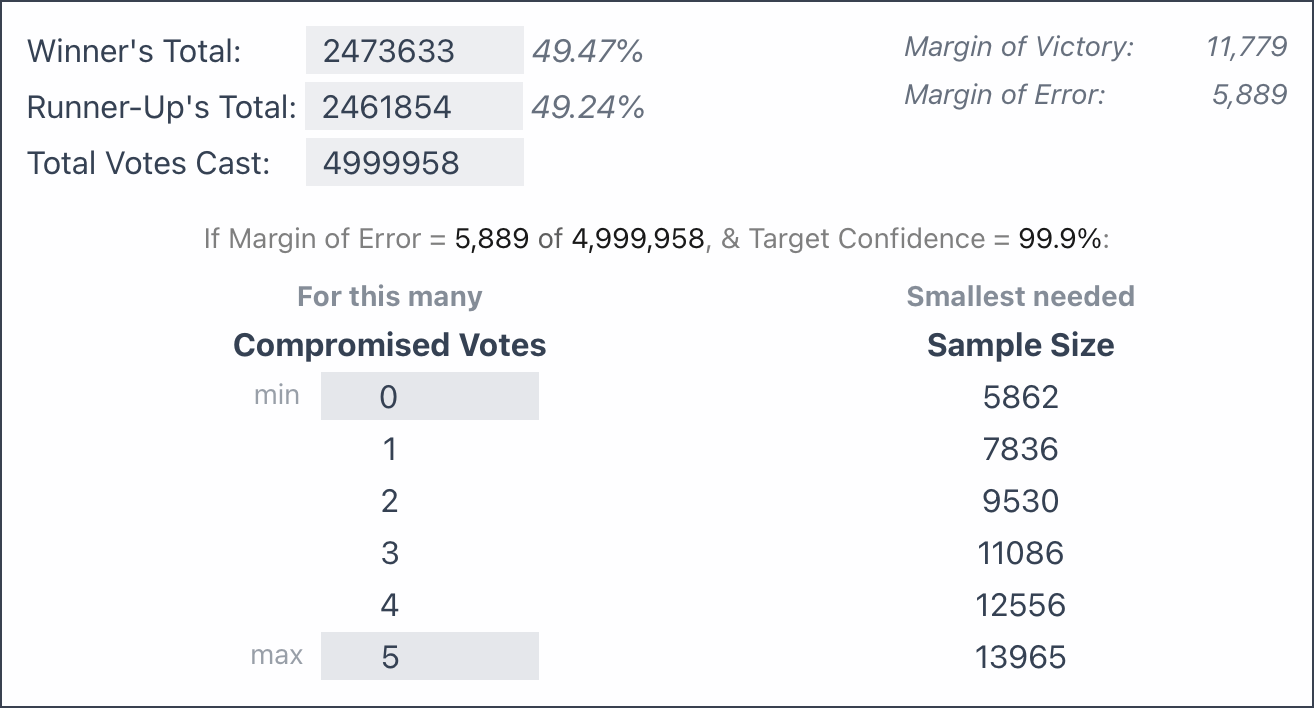 Winner's Total: 2473633 49.47% Margin of Victory: 11,779
Runner-Up's Total: 2461854 49.24% Margin of Error: 5,889
Total Votes Cast: 4999958
If Margin of Error = 5,889 of 4,999,958, & Target Confidence = 99.9%:
For this many Smallest needed
Compromised Votes Sample Size
min 0 5862
1 7836
2 9530
3 11086
4 12556
max 5 13965